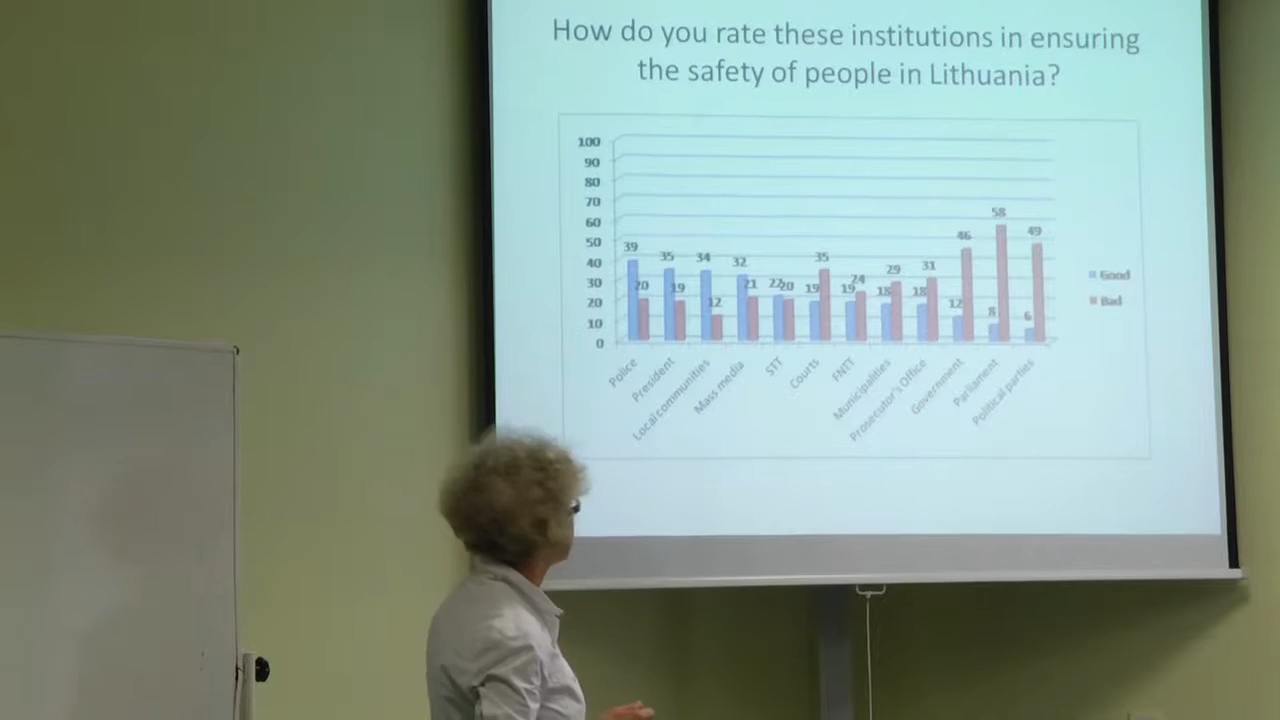 How do you rate these institutions in ensuring
the safety of people in Lithuania?
100
90
80
70
60
50
40
30
20
10
0
39 20
35 19
34 12
32 21
22 20
19 35
19 24
18 29
18 31
12 46
8 58
6 49
Police
President
Local communities
Mass media
STT
Courts
FNTT
Municipalities
Prosecutor's Office
Government
Parliament
Political parties
Good
Bad